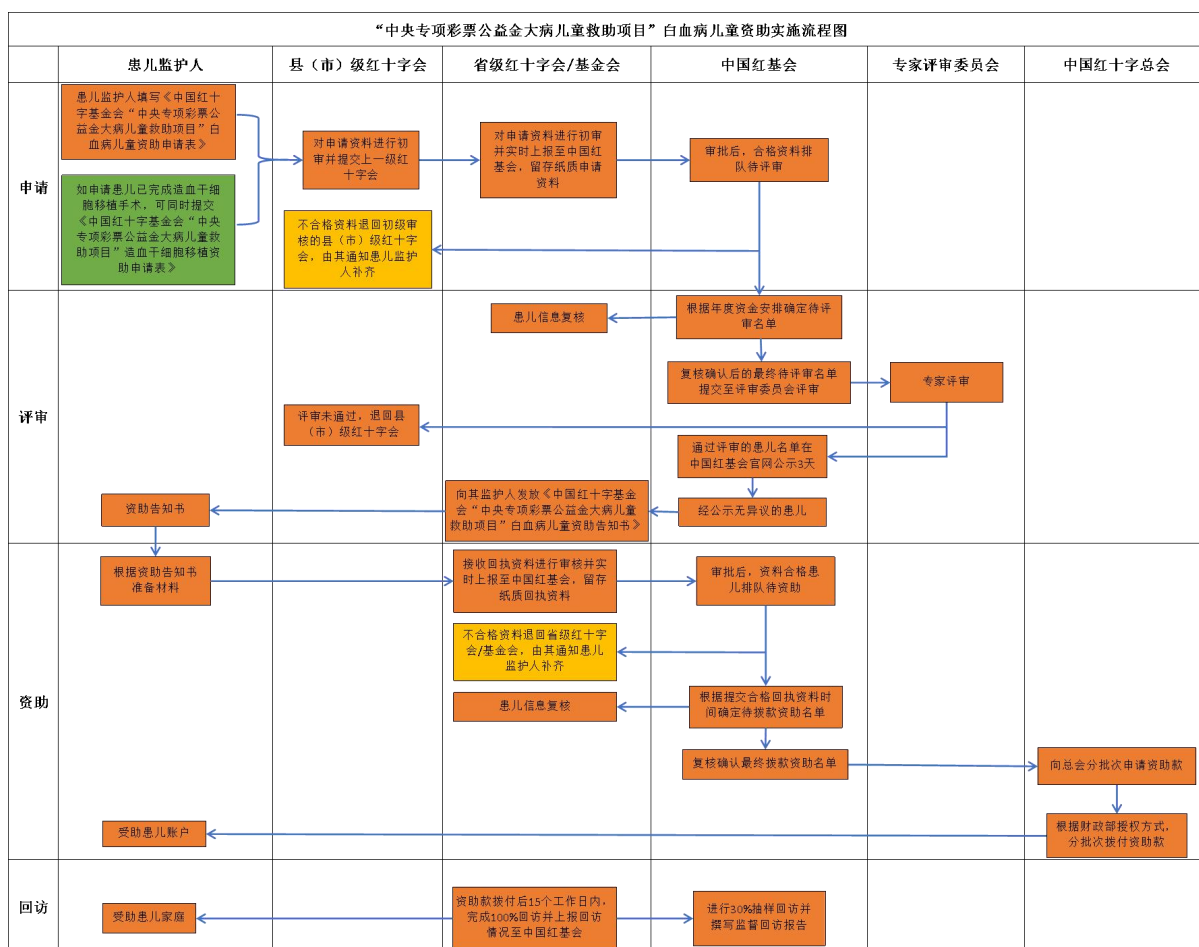 “中央专项彩票公益金大病儿童救助项目”白血病儿童资助实施流程图
患儿监护人
县（市）级红十字会
省级红十字会/基金会
中国红基会
专家评审委员会
中国红十字总会
申请
患儿监护人填写《中国红十
字基金会“中央专项彩票公
益金大病儿童救助项目”白
血病儿童资助申请表》
如申请患儿已完成造血干细
胞移植手术，可同时提交
《中国红十字基金会“中央
专项彩票公益金大病儿童救
助项目”造血干细胞移植资
助申请表》
对申请资料进行初
审并提交上一级红
十字会
对申请资料进行初审
并实时上报至中国红
基会，留存纸质申请
资料
审批后，合格资料排
队待评审
不合格资料退回初级审
核的县（市）级红十字
会，由其通知患儿监护
人补齐
评审
患儿信息复核
根据年度资金安排确定待评
审名单
复核确认后的最终待评审名单
提交至评审委员会评审
专家评审
评审未通过，退回县
（市）级红十字会
通过评审的患儿名单在
中国红基会官网公示3天
资助告知书
向其监护人发放《中国红十字基金
会“中央专项彩票公益金大病儿童
救助项目”白血病儿童资助告知书》
经公示无异议的患儿
资助
根据资助告知书
准备材料
接收回执资料进行审核并实
时上报至中国红基会，留存
纸质回执资料
审批后，资料合格患
儿排队待资助
不合格资料退回省级红十字
会/基金会，由其通知患儿
监护人补齐
患儿信息复核
根据提交合格回执资料时
间确定待拨款资助名单
复核确认最终拨款资助名单
向总会分批次申请资助款
受助患儿账户
根据财政部授权方式，
分批次拨付资助款
回访
受助患儿家庭
资助款拨付后15个工作日内，
完成100%回访并上报回访
情况至中国红基会
进行30%抽样回访并
撰写监督回访报告